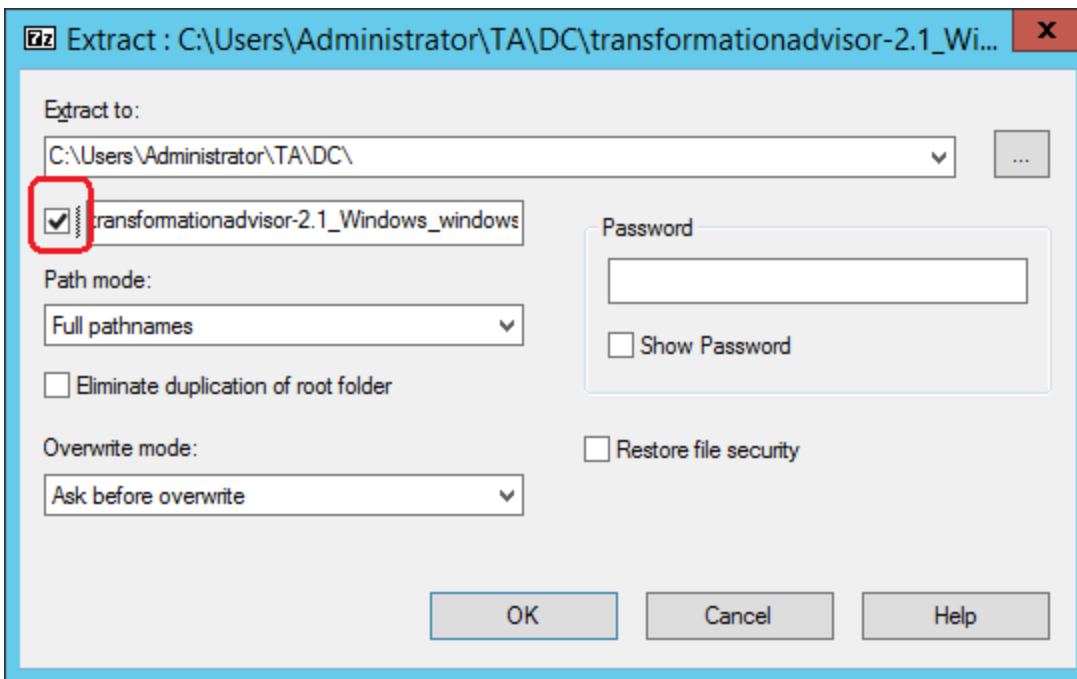 7z Extract : C:\Users\Administrator\TA\DC\transformationadvisor-2.1_Wi... x
Extract to:
C:\Users\Administrator\TA\DC\
...
transformationadvisor-2.1_Windows_windows
Password
Path mode:
Full pathnames
Show Password
Eliminate duplication of root folder
Overwrite mode:
Restore file security
Ask before overwrite
OK Cancel Help